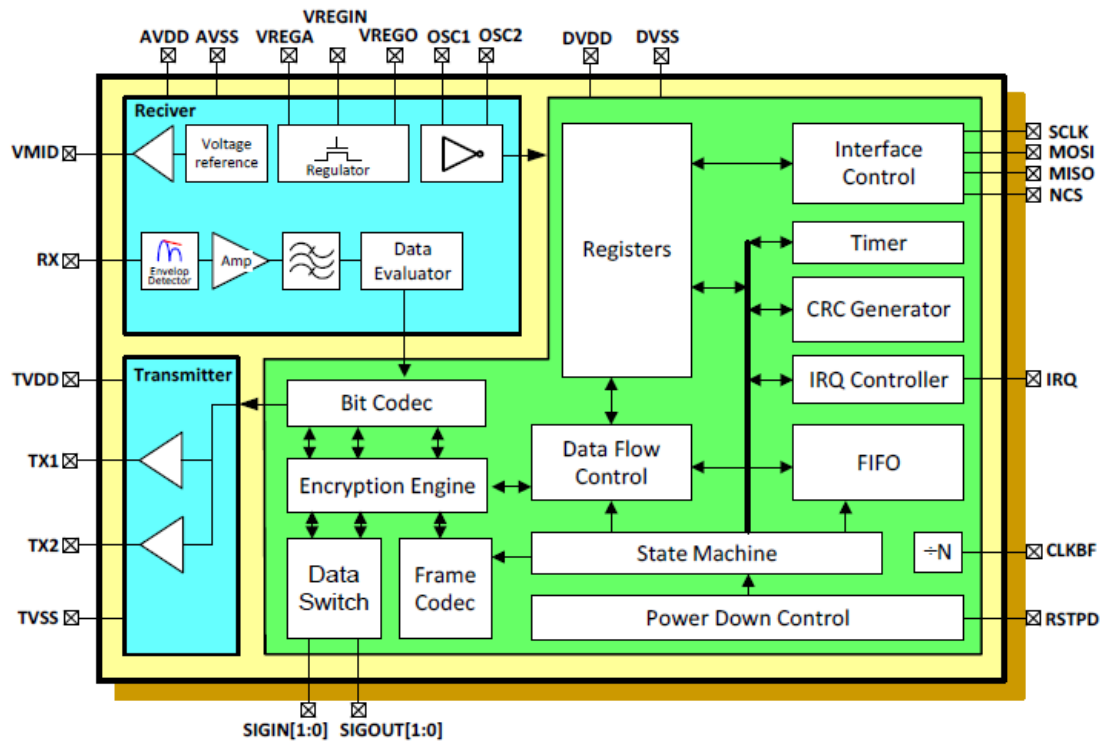 VREGIN
AVDD AVSS VREGA VREGO OSC1 OSC2 DVDD DVSS
Reciver
VMID
Voltage
reference
Regulator
Interface
Control
SCLK
MOSI
MISO
NCS
Registers
RX
Envelop
Detector
Amp
Data
Evaluator
Timer
CRC Generator
TVDD
Transmitter
Bit Codec
IRQ Controller
IRQ
TX1
Encryption Engine
Data Flow
Control
FIFO
TX2
Data
Switch
Frame
Codec
State Machine
÷N
CLKBF
TVSS
Power Down Control
RSTPD
SIGIN[1:0] SIGOUT[1:0]